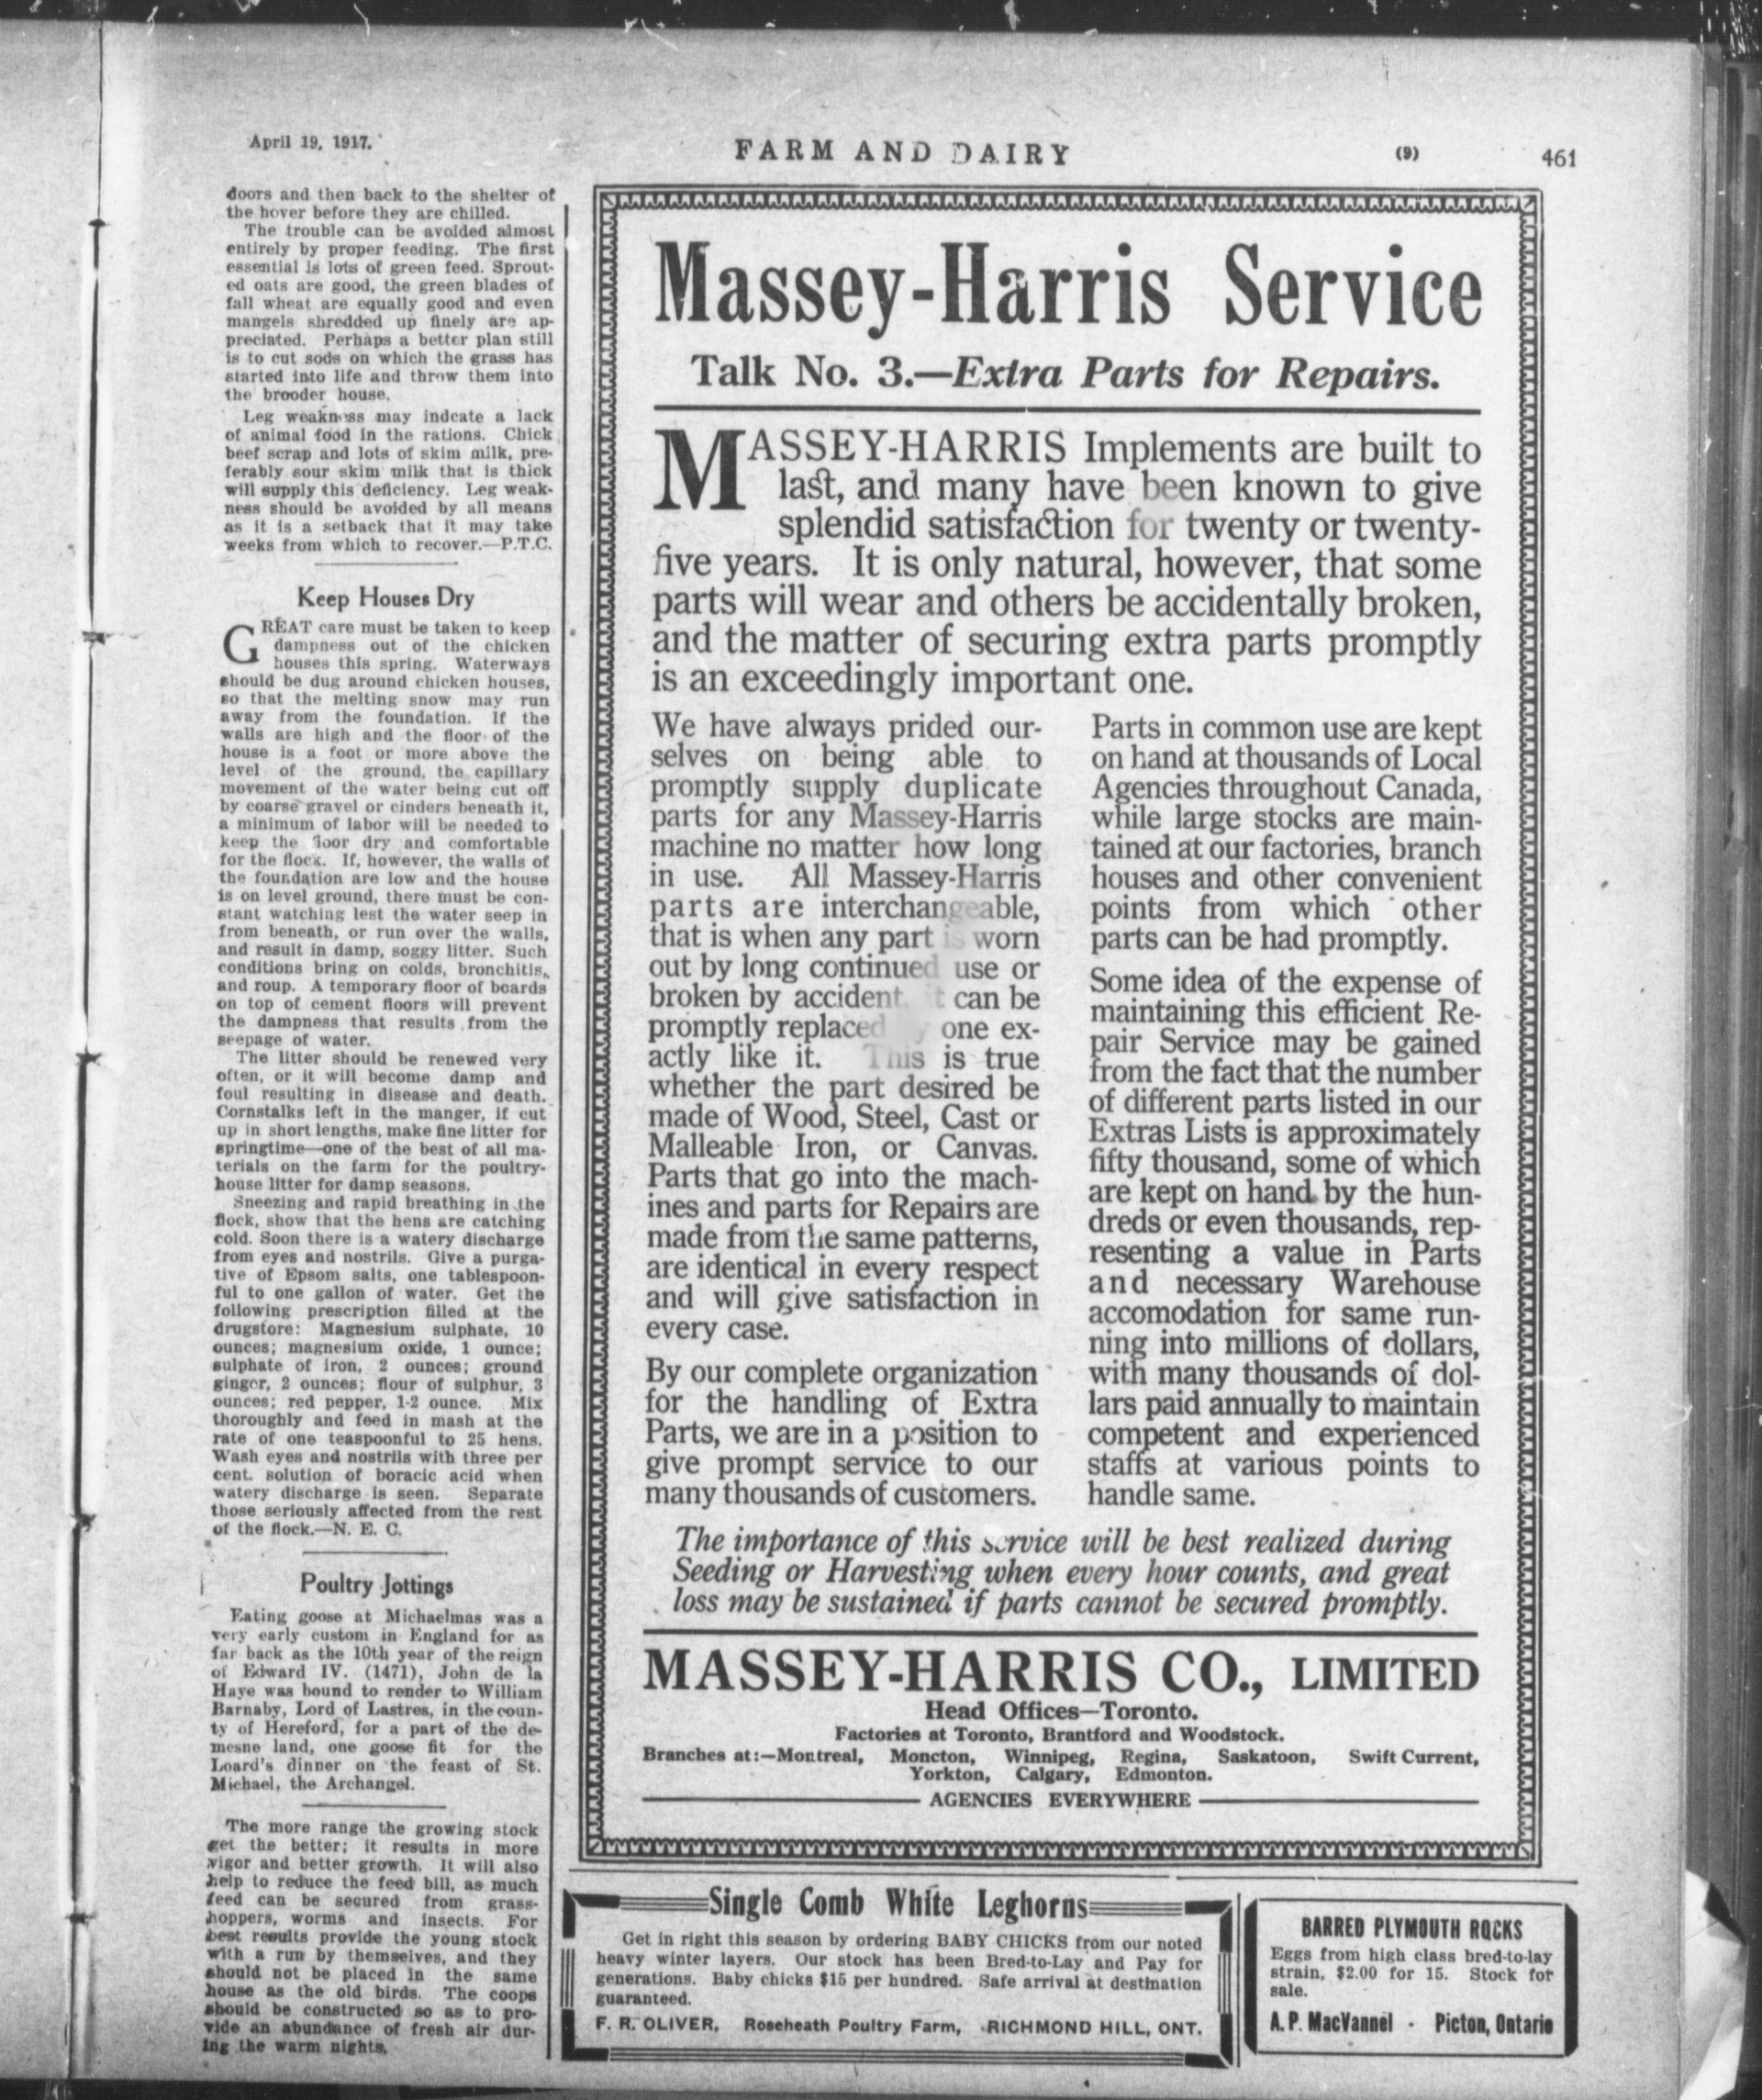 April 19, 1917.
FARM AND DAIRY
(9)
461
doors and then back to the shelter of
the hover before they are chilled.
The trouble can be avoided almost
entirely by proper feeding. The first
essential is lots of green feed. Sprout-
ed oats are good, the green blades of
fall wheat are equally good and even
mangels shredded up finely are ap-
preciated. Perhaps a better plan still
is to cut sods on which the grass has
started into life and throw them into
the brooder house.
Leg weakness may indcate a lack
of animal food in the rations. Chick
beef scrap and lots of skim milk, pre-
ferably sour skim milk that is thick
will supply this deficiency. Leg weak-
ness should be avoided by all means
as it is a setback that it may take
weeks from which to recover.—P.T.C.
Keep Houses Dry
GREAT care must be taken to keep
dampness out of the chicken
houses this spring. Waterways
should be dug around chicken houses,
so that the melting snow may run
away from the foundation. If the
walls are high and the floor of the
house is a foot or more above the
level of the ground, the capillary
movement of the water being cut off
by coarse gravel or cinders beneath it,
a minimum of labor will be needed to
keep the floor dry and comfortable
for the flock. If, however, the walls of
the foundation are low and the house
is on level ground, there must be con-
stant watching lest the water seep in
from beneath, or run over the walls,
and result in damp, soggy litter. Such
conditions bring on colds, bronchitis,
and roup. A temporary floor of boards
on top of cement floors will prevent
the dampness that results from the
seepage of water.
The litter should be renewed very
often, or it will become damp and
foul resulting in disease and death.
Cornstalks left in the manger, if cut
up in short lengths, make fine litter for
springtime—one of the best of all ma-
terials on the farm for the poultry-
house litter for damp seasons.
Sneezing and rapid breathing in the
flock, show that the hens are catching
cold. Soon there is a watery discharge
from eyes and nostrils. Give a purga-
tive of Epsom salts, one tablespoon-
ful to one gallon of water. Get the
following prescription filled at the
drugstore: Magnesium sulphate, 10
ounces; magnesium oxide, 1 ounce;
sulphate of iron, 2 ounces; ground
ginger, 2 ounces; flour of sulphur, 3
ounces; red pepper, 1-2 ounce. Mix
thoroughly and feed in mash at the
rate of one teaspoonful to 25 hens.
Wash eyes and nostrils with three per
cent. solution of boracic acid when
watery discharge is seen. Separate
those seriously affected from the rest
of the flock.—N. E. C.
Poultry Jottings
Eating goose at Michaelmas was a
very early custom in England for as
far back as the 10th year of the reign
of Edward IV. (1471), John de la
Haye was bound to render to William
Barnaby, Lord of Lastres, in the coun-
ty of Hereford, for a part of the de-
mesne land, one goose fit for the
Loard's dinner on the feast of St.
Michael, the Archangel.
The more range the growing stock
get the better; it results in more
vigor and better growth. It will also
help to reduce the feed bill, as much
feed can be secured from grass-
hoppers, worms and insects. For
best results provide the young stock
with a run by themselves, and they
should not be placed in the same
house as the old birds. The coops
should be constructed so as to pro-
vide an abundance of fresh air dur-
ing the warm nights.
Massey-Harris Service
Talk No. 3.—Extra Parts for Repairs.
MASSEY-HARRIS Implements are built to
last, and many have been known to give
splendid satisfaction for twenty or twenty-
five years. It is only natural, however, that some
parts will wear and others be accidentally broken,
and the matter of securing extra parts promptly
is an exceedingly important one.
We have always prided our-
selves on being able to
promptly supply duplicate
parts for any Massey-Harris
machine no matter how long
in use. All Massey-Harris
parts are interchangeable,
that is when any part is worn
out by long continued use or
broken by accident, it can be
promptly replaced by one ex-
actly like it. This is true
whether the part desired be
made of Wood, Steel, Cast or
Malleable Iron, or Canvas.
Parts that go into the mach-
ines and parts for Repairs are
made from the same patterns,
are identical in every respect
and will give satisfaction in
every case.
By our complete organization
for the handling of Extra
Parts, we are in a position to
give prompt service to our
many thousands of customers.
Parts in common use are kept
on hand at thousands of Local
Agencies throughout Canada,
while large stocks are main-
tained at our factories, branch
houses and other convenient
points from which other
parts can be had promptly.
Some idea of the expense of
maintaining this efficient Re-
pair Service may be gained
from the fact that the number
of different parts listed in our
Extras Lists is approximately
fifty thousand, some of which
are kept on hand by the hun-
dreds or even thousands, rep-
resenting a value in Parts
and necessary Warehouse
accomodation for same run-
ning into millions of dollars,
with many thousands of dol-
lars paid annually to maintain
competent and experienced
staffs at various points to
handle same.
The importance of this service will be best realized during
Seeding or Harvesting when every hour counts, and great
loss may be sustained if parts cannot be secured promptly.
MASSEY-HARRIS CO., LIMITED
Head Offices—Toronto.
Factories at Toronto, Brantford and Woodstock.
Branches at:—Montreal, Moncton, Winnipeg, Regina, Saskatoon, Swift Current,
Yorkton, Calgary, Edmonton.
AGENCIES EVERYWHERE
Single Comb White Leghorns
Get in right this season by ordering BABY CHICKS from our noted
heavy winter layers. Our stock has been Bred-to-Lay and Pay for
generations. Baby chicks $15 per hundred. Safe arrival at destination
guaranteed.
F. R. OLIVER, Roseheath Poultry Farm, RICHMOND HILL, ONT.
BARRED PLYMOUTH ROCKS
Eggs from high class bred-to-lay
strain, $2.00 for 15. Stock for
sale.
A. P. MacVannel - Picton, Ontario